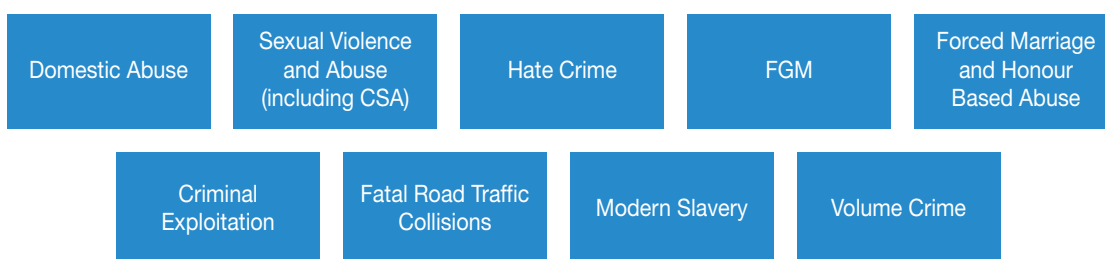 Domestic Abuse
Sexual Violence
and Abuse
(including CSA)
Hate Crime
FGM
Forced Marriage
and Honour
Based Abuse
Criminal
Exploitation
Fatal Road Traffic
Collisions
Modern Slavery
Volume Crime